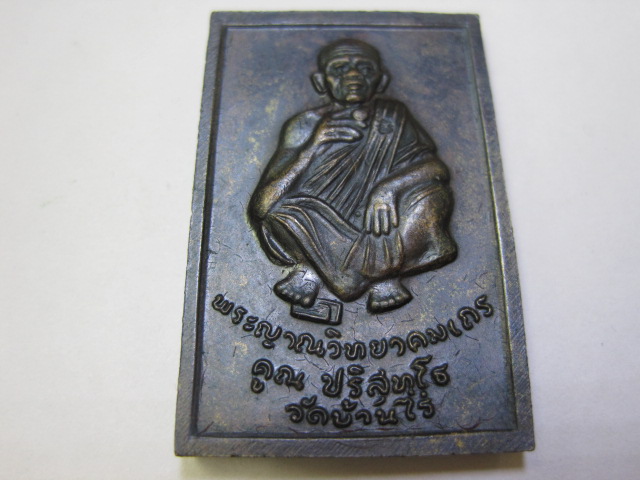 พระญาณวิทยาคมเถร
คูณ ปริสุทฺโธ
วัดบ้านไร่